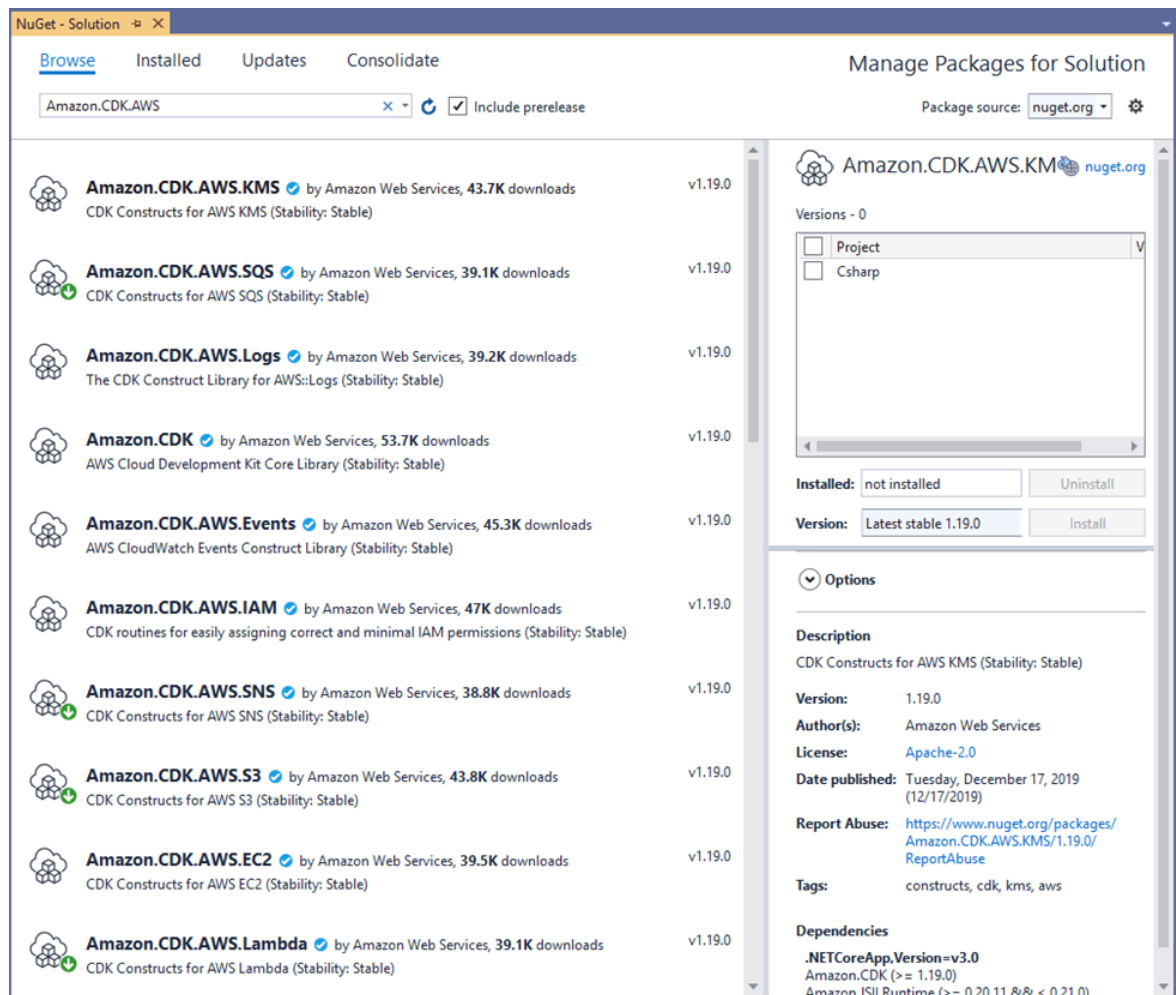 NuGet - Solution
Browse Installed Updates Consolidate
Manage Packages for Solution
Amazon.CDK.AWS
Include prerelease
Package source: nuget.org
Amazon.CDK.AWS.KMS by Amazon Web Services, 43.7K downloads v1.19.0
CDK Constructs for AWS KMS (Stability: Stable)
Amazon.CDK.AWS.SQS by Amazon Web Services, 39.1K downloads v1.19.0
CDK Constructs for AWS SQS (Stability: Stable)
Amazon.CDK.AWS.Logs by Amazon Web Services, 39.2K downloads v1.19.0
The CDK Construct Library for AWS::Logs (Stability: Stable)
Amazon.CDK by Amazon Web Services, 53.7K downloads v1.19.0
AWS Cloud Development Kit Core Library (Stability: Stable)
Amazon.CDK.AWS.Events by Amazon Web Services, 45.3K downloads v1.19.0
AWS CloudWatch Events Construct Library (Stability: Stable)
Amazon.CDK.AWS.IAM by Amazon Web Services, 47K downloads v1.19.0
CDK routines for easily assigning correct and minimal IAM permissions (Stability: Stable)
Amazon.CDK.AWS.SNS by Amazon Web Services, 38.8K downloads v1.19.0
CDK Constructs for AWS SNS (Stability: Stable)
Amazon.CDK.AWS.S3 by Amazon Web Services, 43.8K downloads v1.19.0
CDK Constructs for AWS S3 (Stability: Stable)
Amazon.CDK.AWS.EC2 by Amazon Web Services, 39.5K downloads v1.19.0
CDK Constructs for AWS EC2 (Stability: Stable)
Amazon.CDK.AWS.Lambda by Amazon Web Services, 39.1K downloads v1.19.0
CDK Constructs for AWS Lambda (Stability: Stable)
Amazon.CDK.AWS.KM nuget.org
Versions - 0
Project V
Csharp
Installed: not installed Uninstall
Version: Latest stable 1.19.0 Install
Options
Description
CDK Constructs for AWS KMS (Stability: Stable)
Version: 1.19.0
Author(s): Amazon Web Services
License: Apache-2.0
Date published: Tuesday, December 17, 2019
(12/17/2019)
Report Abuse: https://www.nuget.org/packages/
Amazon.CDK.AWS.KMS/1.19.0/
ReportAbuse
Tags: constructs, cdk, kms, aws
Dependencies
.NETCoreApp,Version=v3.0
Amazon.CDK (>= 1.19.0)
Amazon.JSII.Runtime (>= 0.20.11 && < 0.21.0)